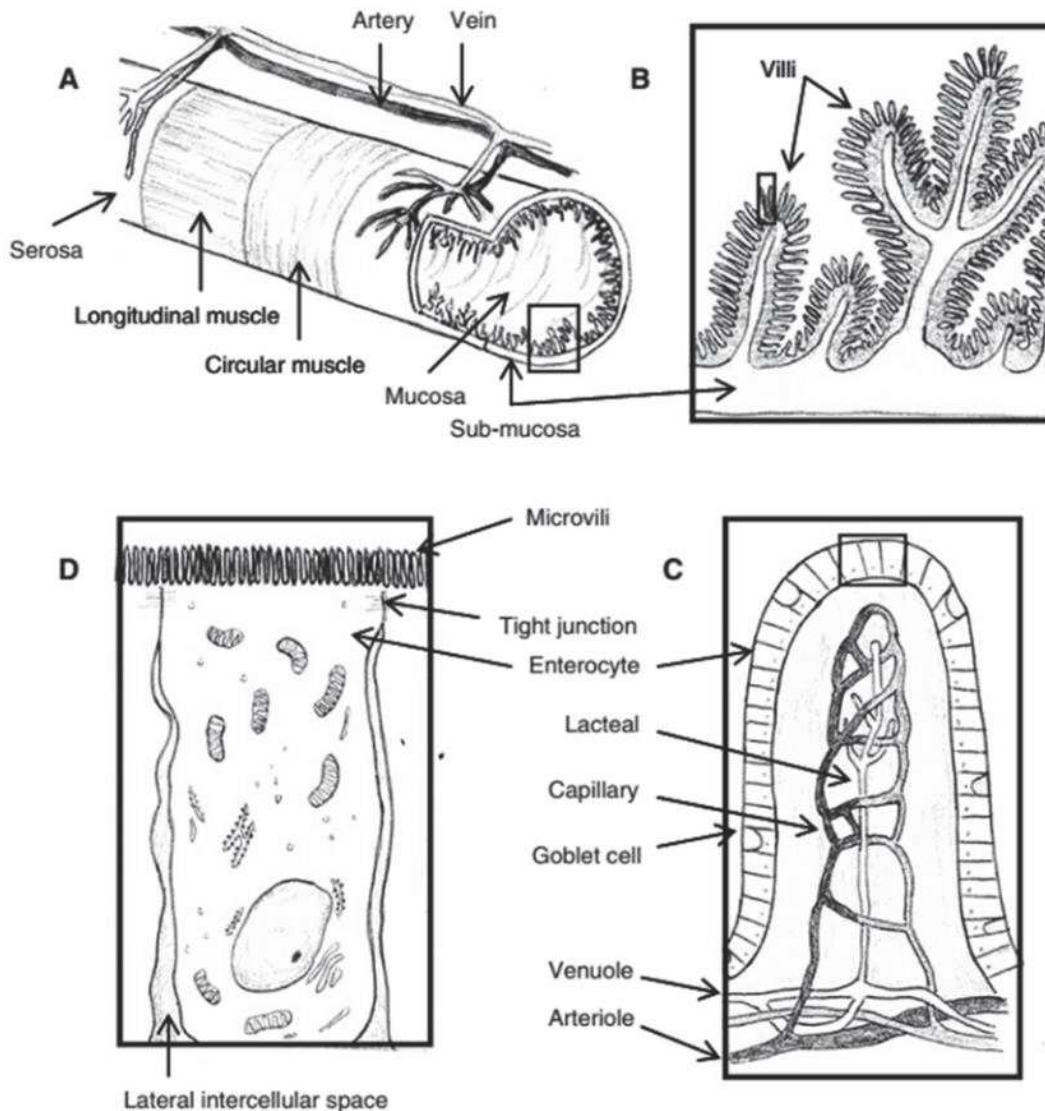 Artery
Vein
A
B
Villi
Serosa
Longitudinal muscle
Circular muscle
Mucosa
Sub-mucosa
Microvili
D
C
Tight junction
Enterocyte
Lacteal
Capillary
Goblet cell
Venuole
Arteriole
Lateral intercellular space